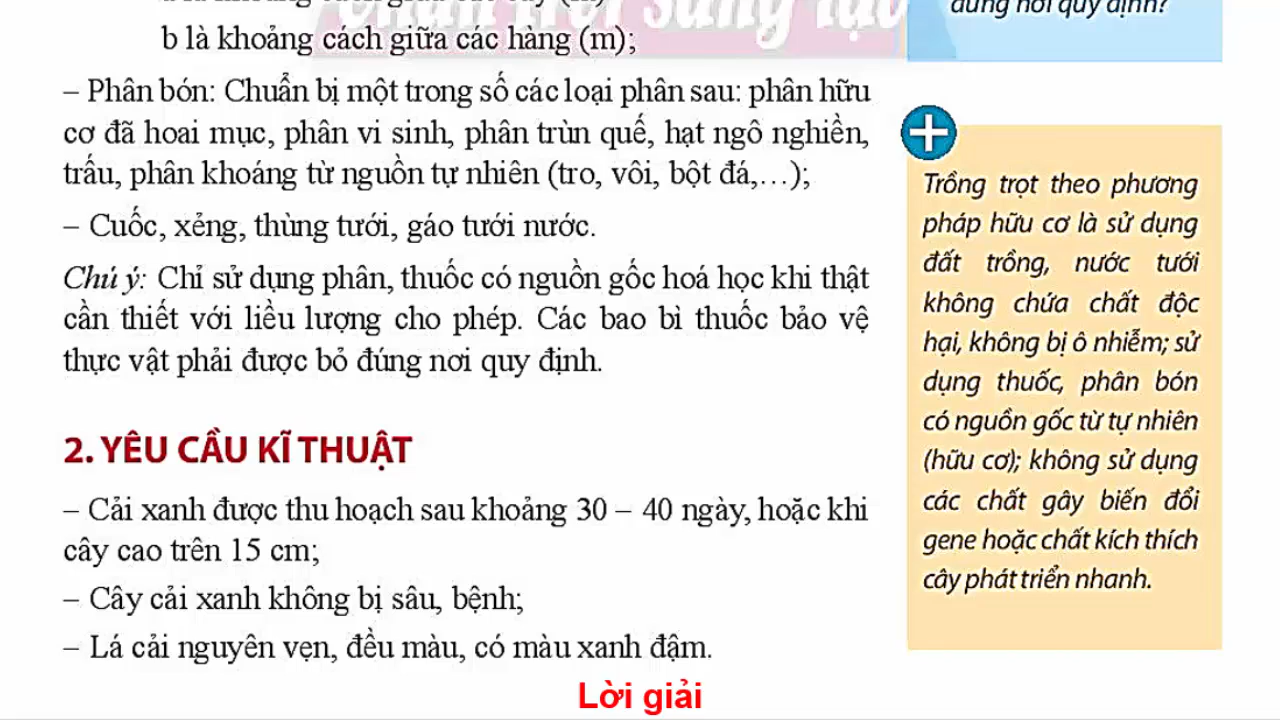 b là khoảng cách giữa các hàng (m);
– Phân bón: Chuẩn bị một trong số các loại phân sau: phân hữu
cơ đã hoai mục, phân vi sinh, phân trùn quế, hạt ngô nghiền,
trấu, phân khoáng từ nguồn tự nhiên (tro, vôi, bột đá,…);
– Cuốc, xẻng, thùng tưới, gáo tưới nước.
Chú ý: Chỉ sử dụng phân, thuốc có nguồn gốc hoá học khi thật
cần thiết với liều lượng cho phép. Các bao bì thuốc bảo vệ
thực vật phải được bỏ đúng nơi quy định.
2. YÊU CẦU KĨ THUẬT
– Cải xanh được thu hoạch sau khoảng 30 – 40 ngày, hoặc khi
cây cao trên 15 cm;
– Cây cải xanh không bị sâu, bệnh;
– Lá cải nguyên vẹn, đều màu, có màu xanh đậm.
đúng nơi quy định?
Trồng trọt theo phương
pháp hữu cơ là sử dụng
đất trồng, nước tưới
không chứa chất độc
hại, không bị ô nhiễm; sử
dụng thuốc, phân bón
có nguồn gốc từ tự nhiên
(hữu cơ); không sử dụng
các chất gây biến đổi
gene hoặc chất kích thích
cây phát triển nhanh.
Lời giải